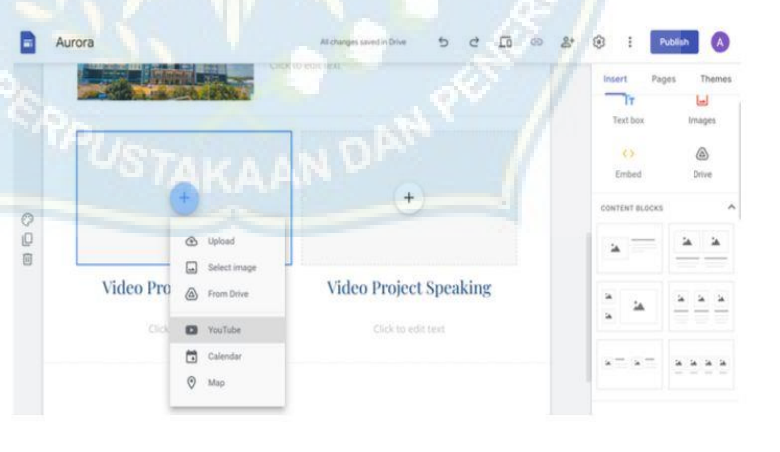 Aurora
All changes saved in Drive
Publish
A
Click to edit text
Insert Pages Themes
Tт
Text box Images
Embed Drive
CONTENT BLOCKS
PERPUSTAKAAN DAN
Upload
Select image
From Drive
YouTube
Calendar
Map
Video Pro
Click
Video Project Speaking
Click to edit text